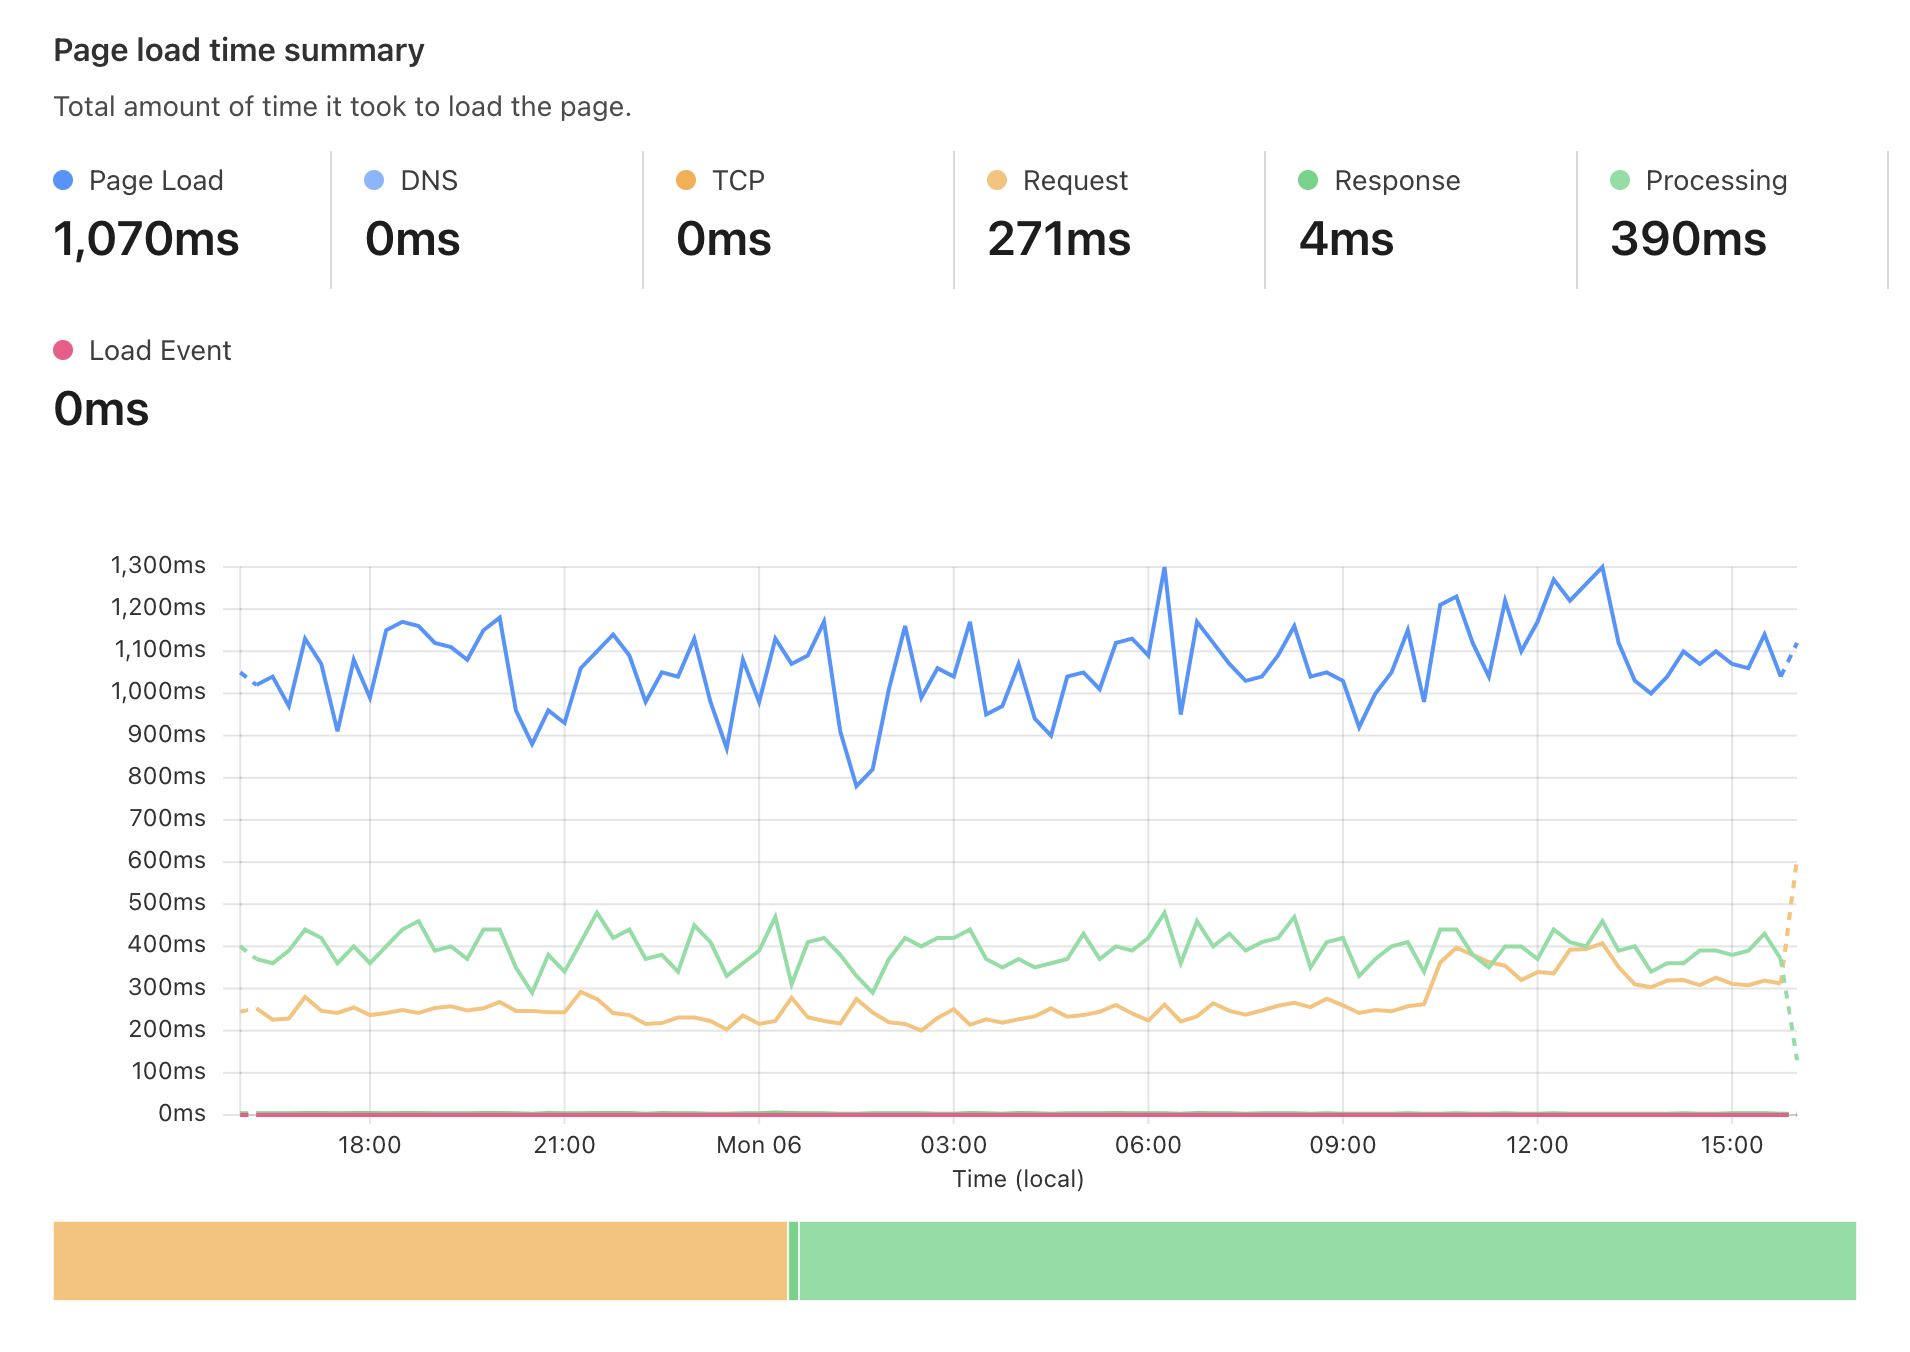 Page load time summary
Total amount of time it took to load the page.
Page Load
1,070ms
DNS
0ms
TCP
0ms
Request
271ms
Response
4ms
Processing
390ms
Load Event
0ms
1,300ms
1,200ms
1,100ms
1,000ms
900ms
800ms
700ms
600ms
500ms
400ms
300ms
200ms
100ms
0ms
18:00 21:00 Mon 06 03:00 06:00 09:00 12:00 15:00
Time (local)